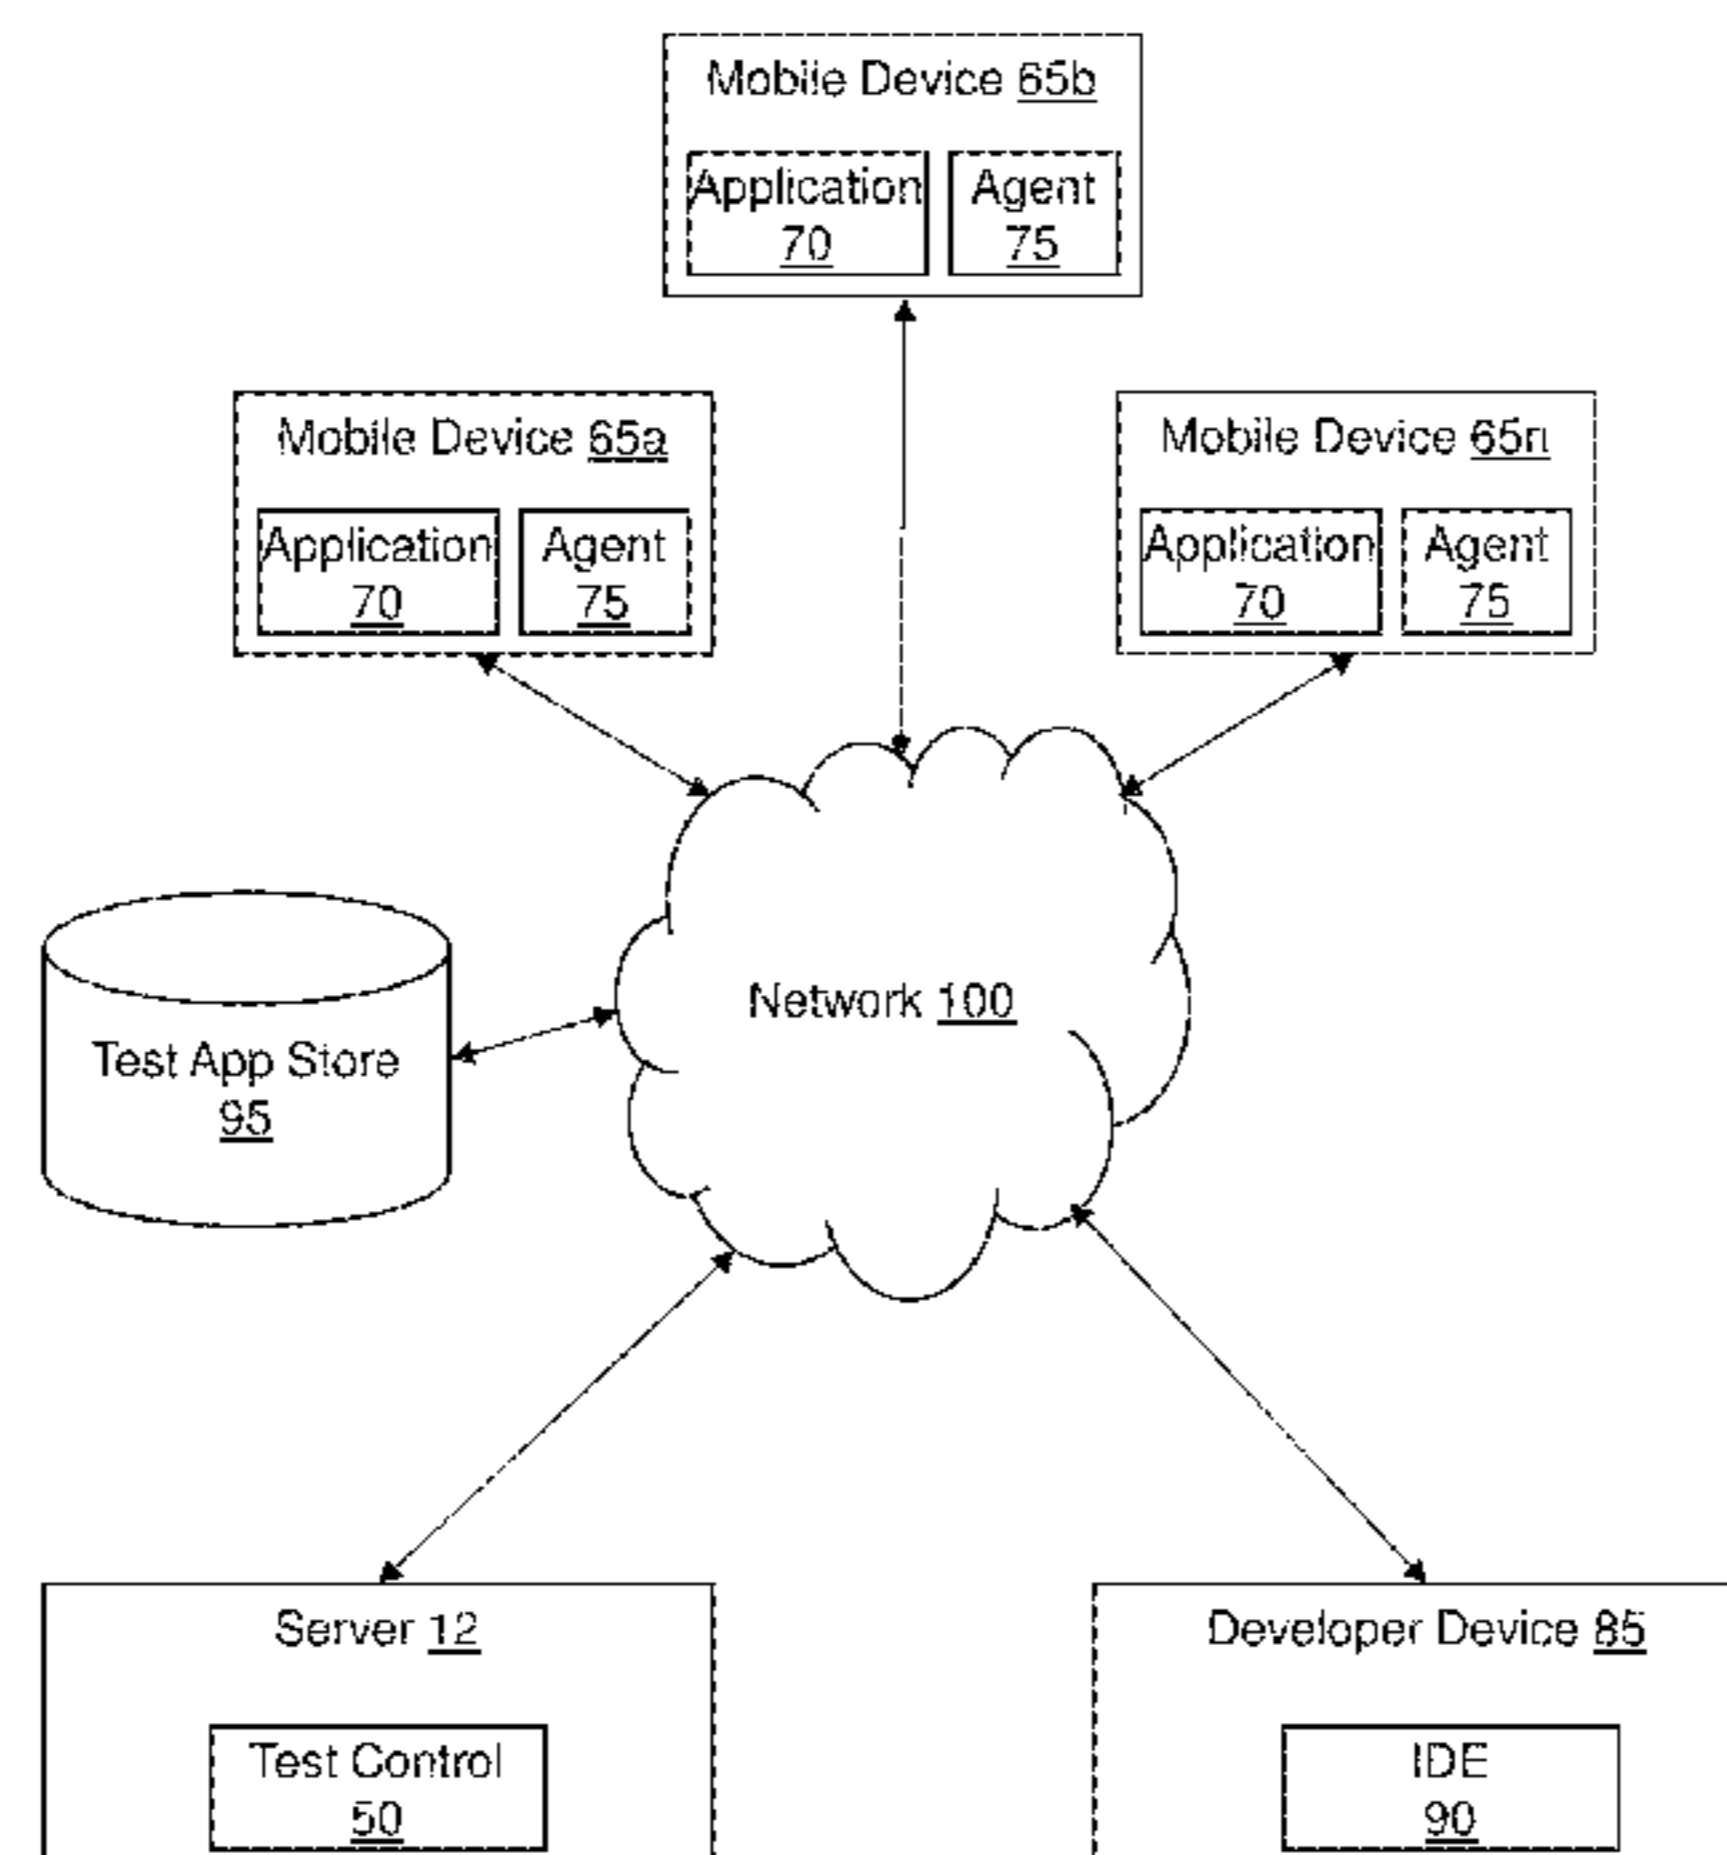 Mobile Device 65b
Application
70
Agent
75
Mobile Device 65a
Application
70
Agent
75
Mobile Device 65n
Application
70
Agent
75
Network 100
Test App Store
95
Server 12
Test Control
50
Developer Device 85
IDE
90